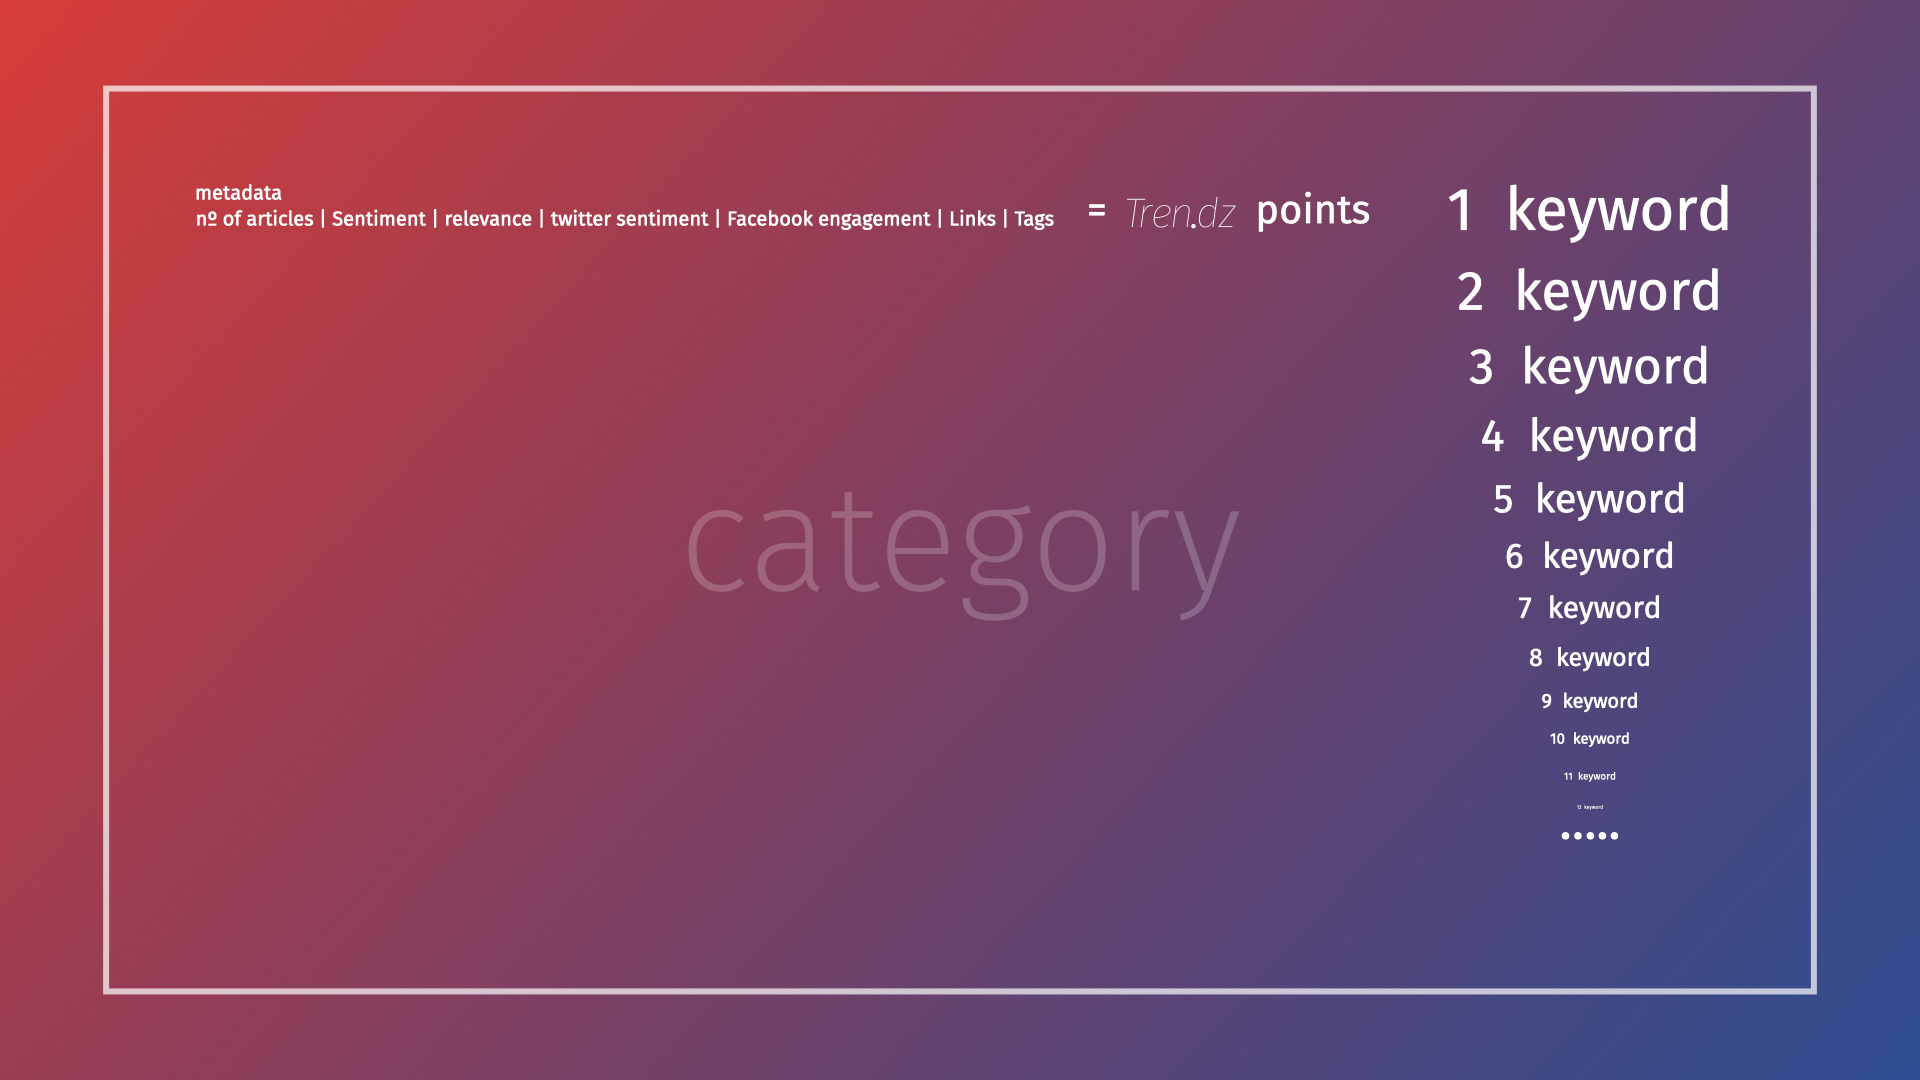 metadata
nº of articles | Sentiment | relevance | twitter sentiment | Facebook engagement | Links | Tags = Tren.dz points 1 keyword
2 keyword
3 keyword
4 keyword
5 keyword
category
6 keyword
7 keyword
8 keyword
9 keyword
10 keyword
11 keyword
12 keyword
•••••